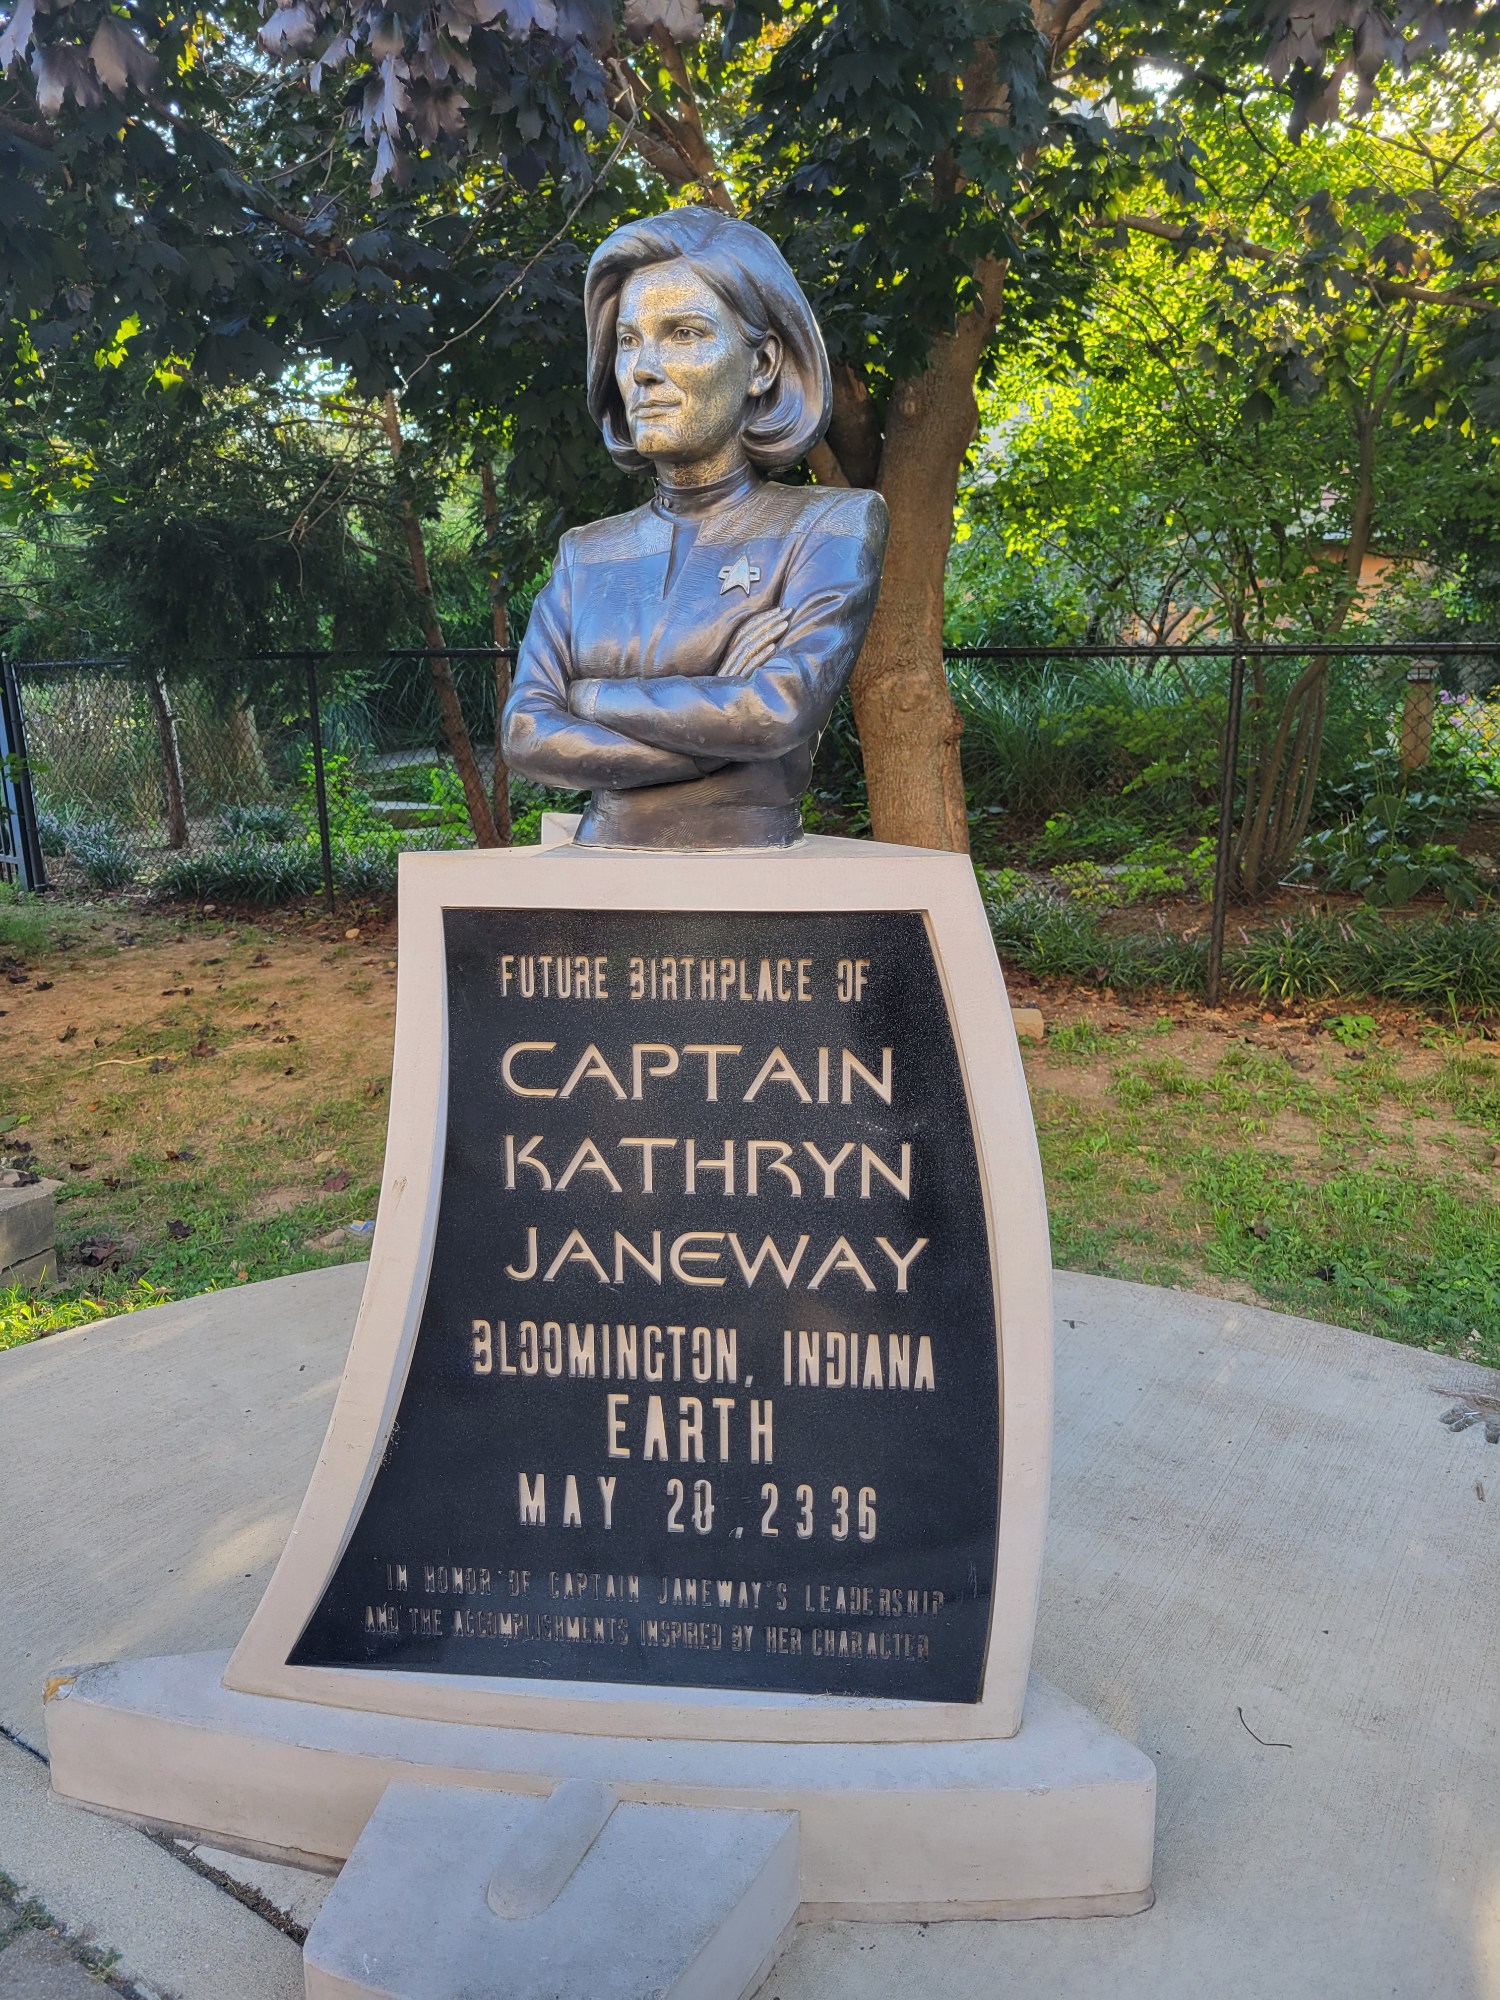 FUTURE BIRTHPLACE OF
CAPTAIN
KATHRYN
JANEWAY
BLOOMINGTON, INDIANA
EARTH
MAY 20, 2336
IN HONOR OF CAPTAIN JANEWAY'S LEADERSHIP
AND THE ACCOMPLISHMENTS INSPIRED BY HER CHARACTER